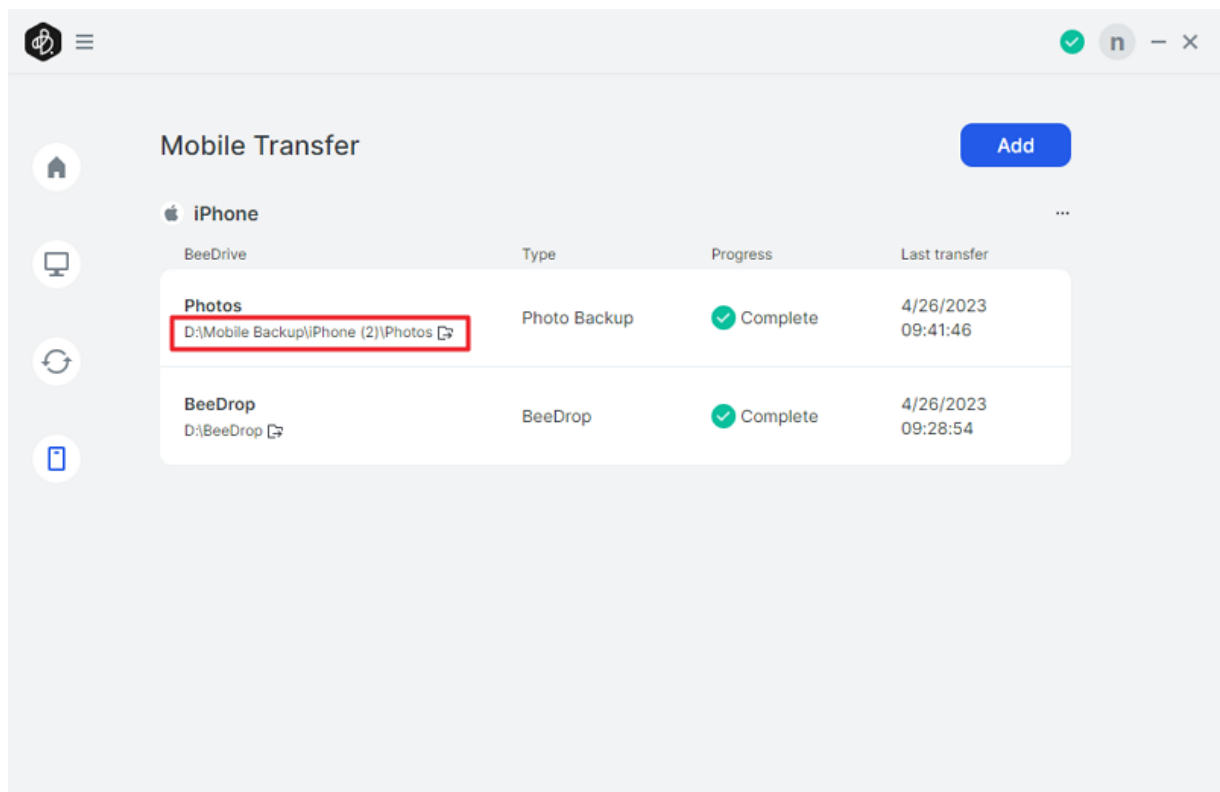 n
Mobile Transfer
Add
iPhone
...
BeeDrive Type Progress Last transfer
Photos
D:\Mobile Backup\iPhone (2)\Photos
Photo Backup
Complete
4/26/2023
09:41:46
BeeDrop
D:\BeeDrop
BeeDrop
Complete
4/26/2023
09:28:54